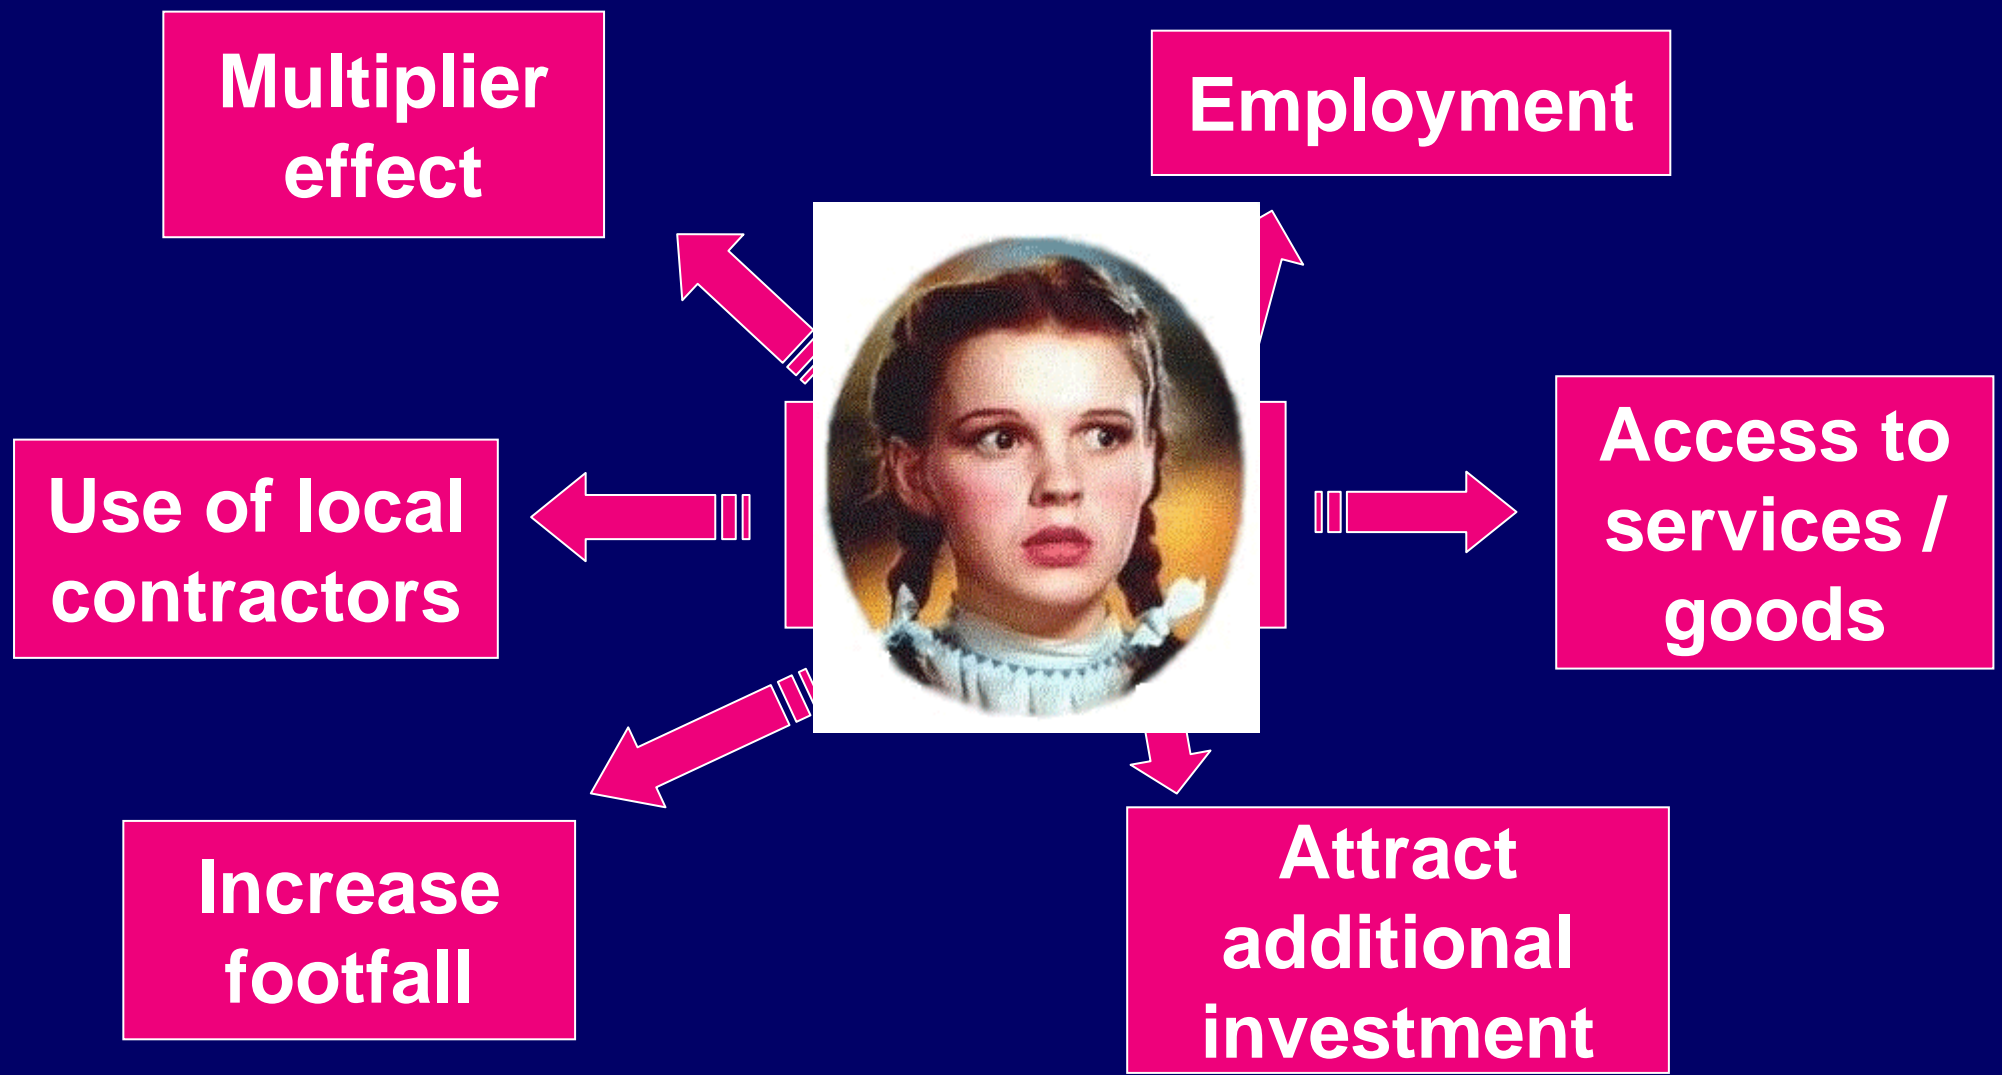 Multiplier
effect
Employment
Use of local
contractors
Access to
services /
goods
Increase
footfall
Attract
additional
investment